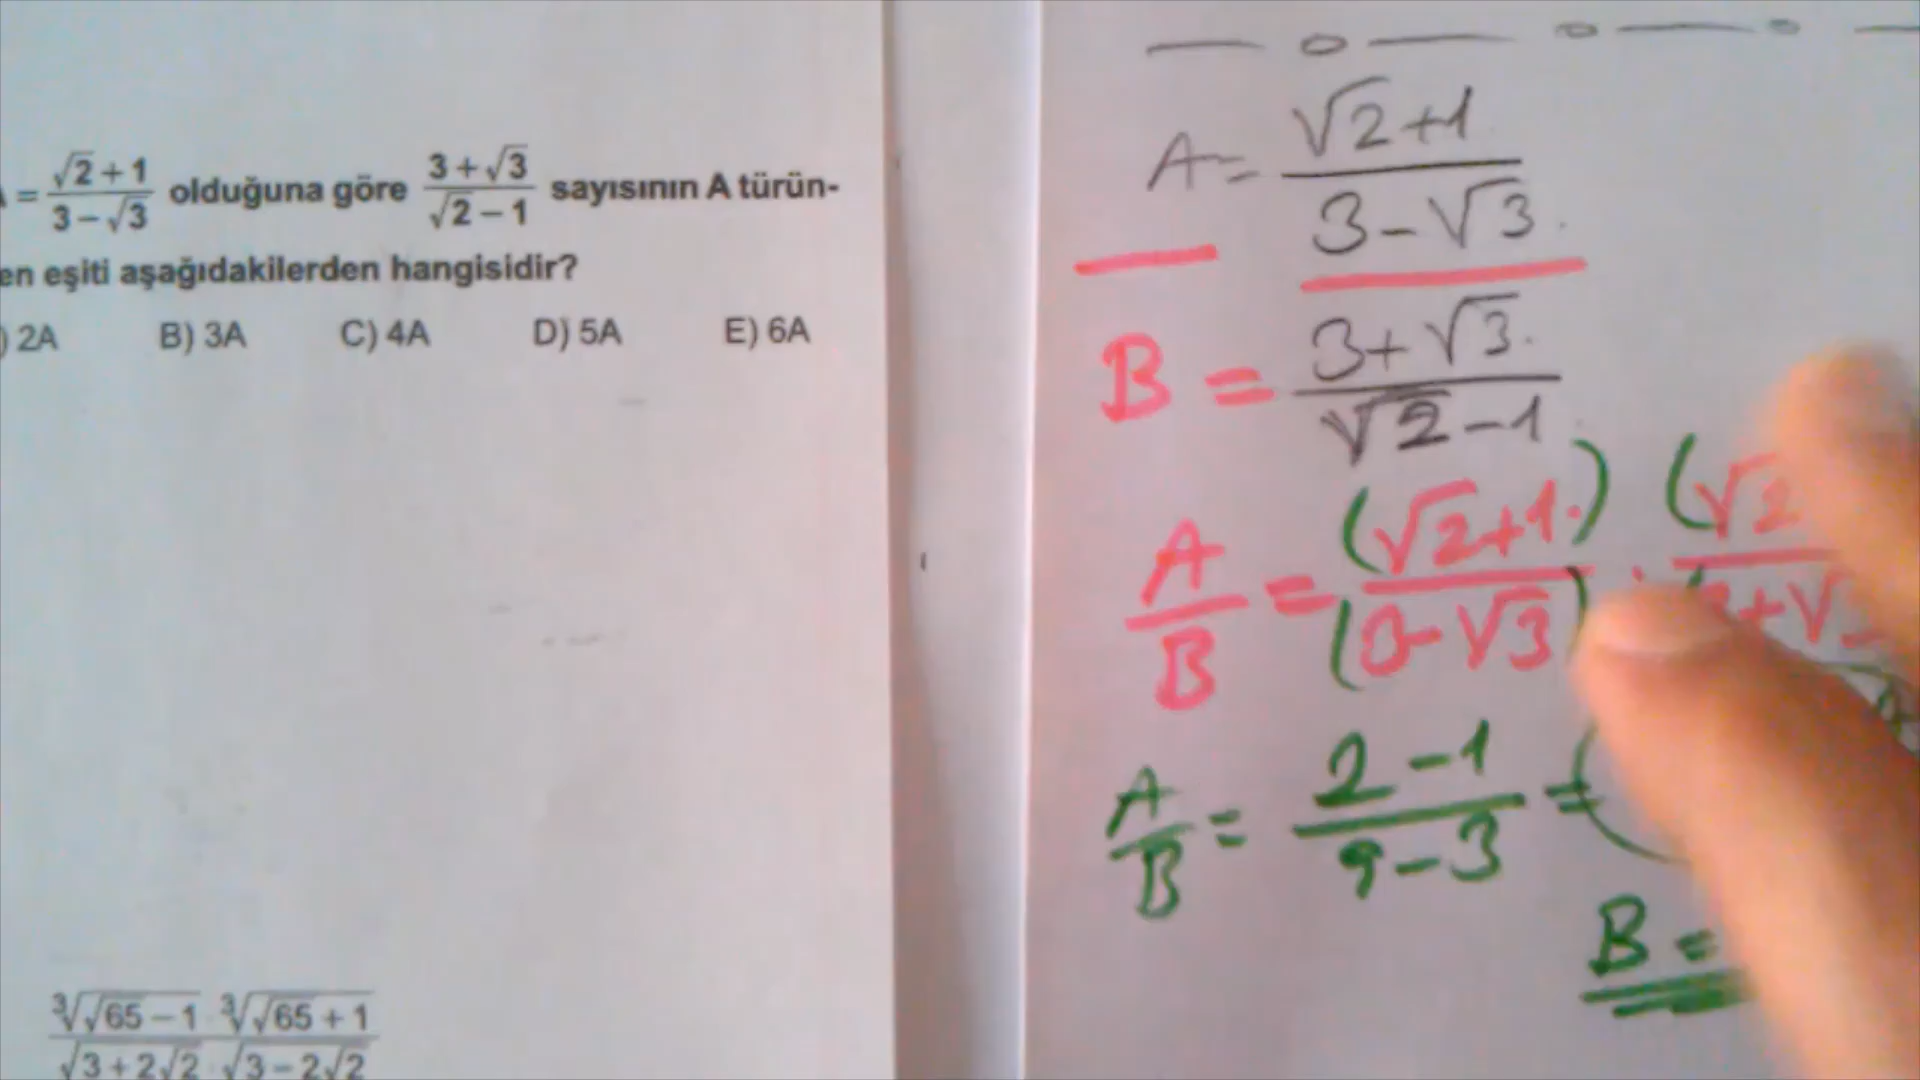 = √2 + 1 / 3 − √3 olduğuna göre 3 + √3 / √2 − 1 sayısının A türün-
en eşiti aşağıdakilerden hangisidir?
) 2A B) 3A C) 4A D) 5A E) 6A
∛(√65 − 1) · ∛(√65 + 1) / √(3 + 2√2) · √(3 − 2√2)
A = √2 + 1 / 3 − √3
B = 3 + √3 / √2 − 1
A/B = (√2 + 1) / (3 − √3) · (√2 / (3 + √
A/B = 2 − 1 / 9 − 3 =
B =